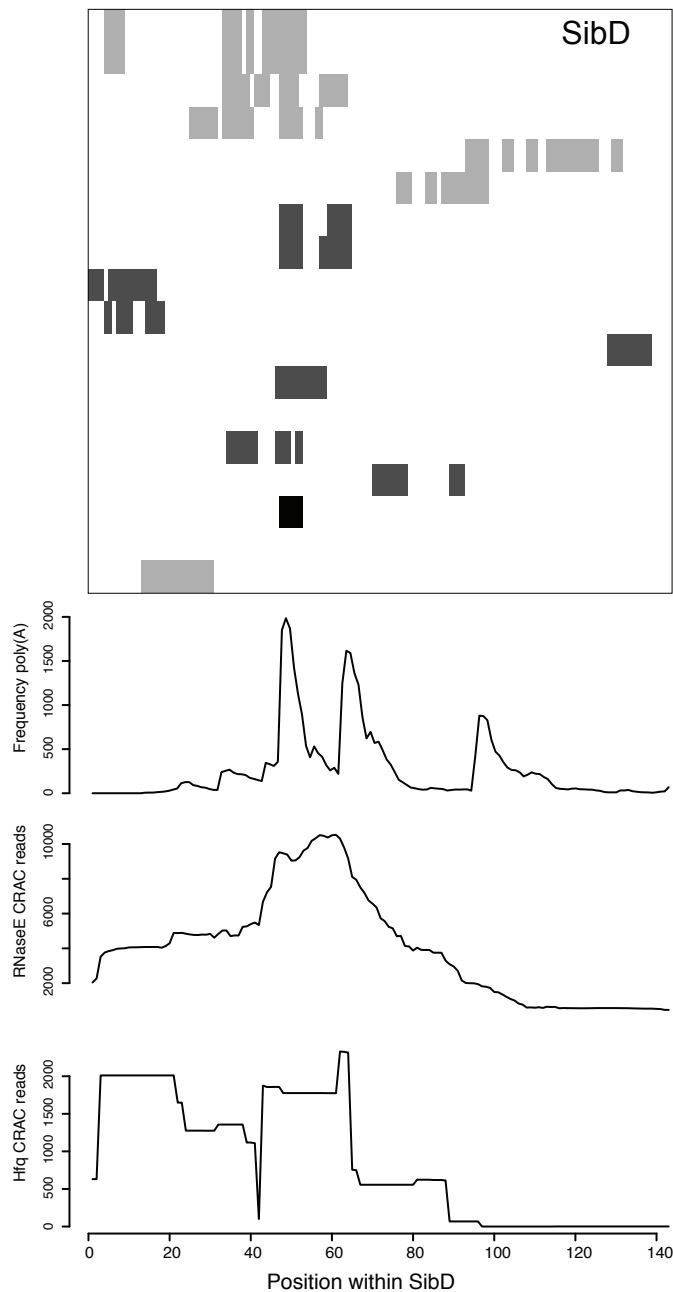 SibD
Frequency poly(A)
2000
1500
1000
500
0
RNaseE CRAC reads
10000
6000
2000
Hfq CRAC reads
2000
1500
1000
500
0
0 20 40 60 80 100 120 140
Position within SibD